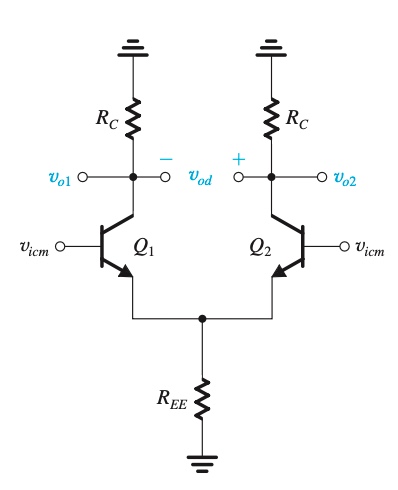 R_C R_C
− +
v_o1 v_od v_o2
v_icm Q_1 Q_2 v_icm
R_EE